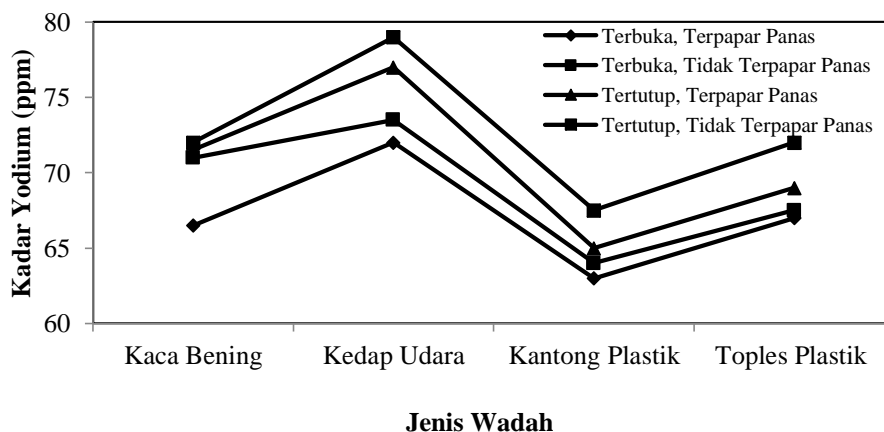 80
75
70
65
60
Kadar Yodium (ppm)
Terbuka, Terpapar Panas
Terbuka, Tidak Terpapar Panas
Tertutup, Terpapar Panas
Tertutup, Tidak Terpapar Panas
Kaca Bening Kedap Udara Kantong Plastik Toples Plastik
Jenis Wadah